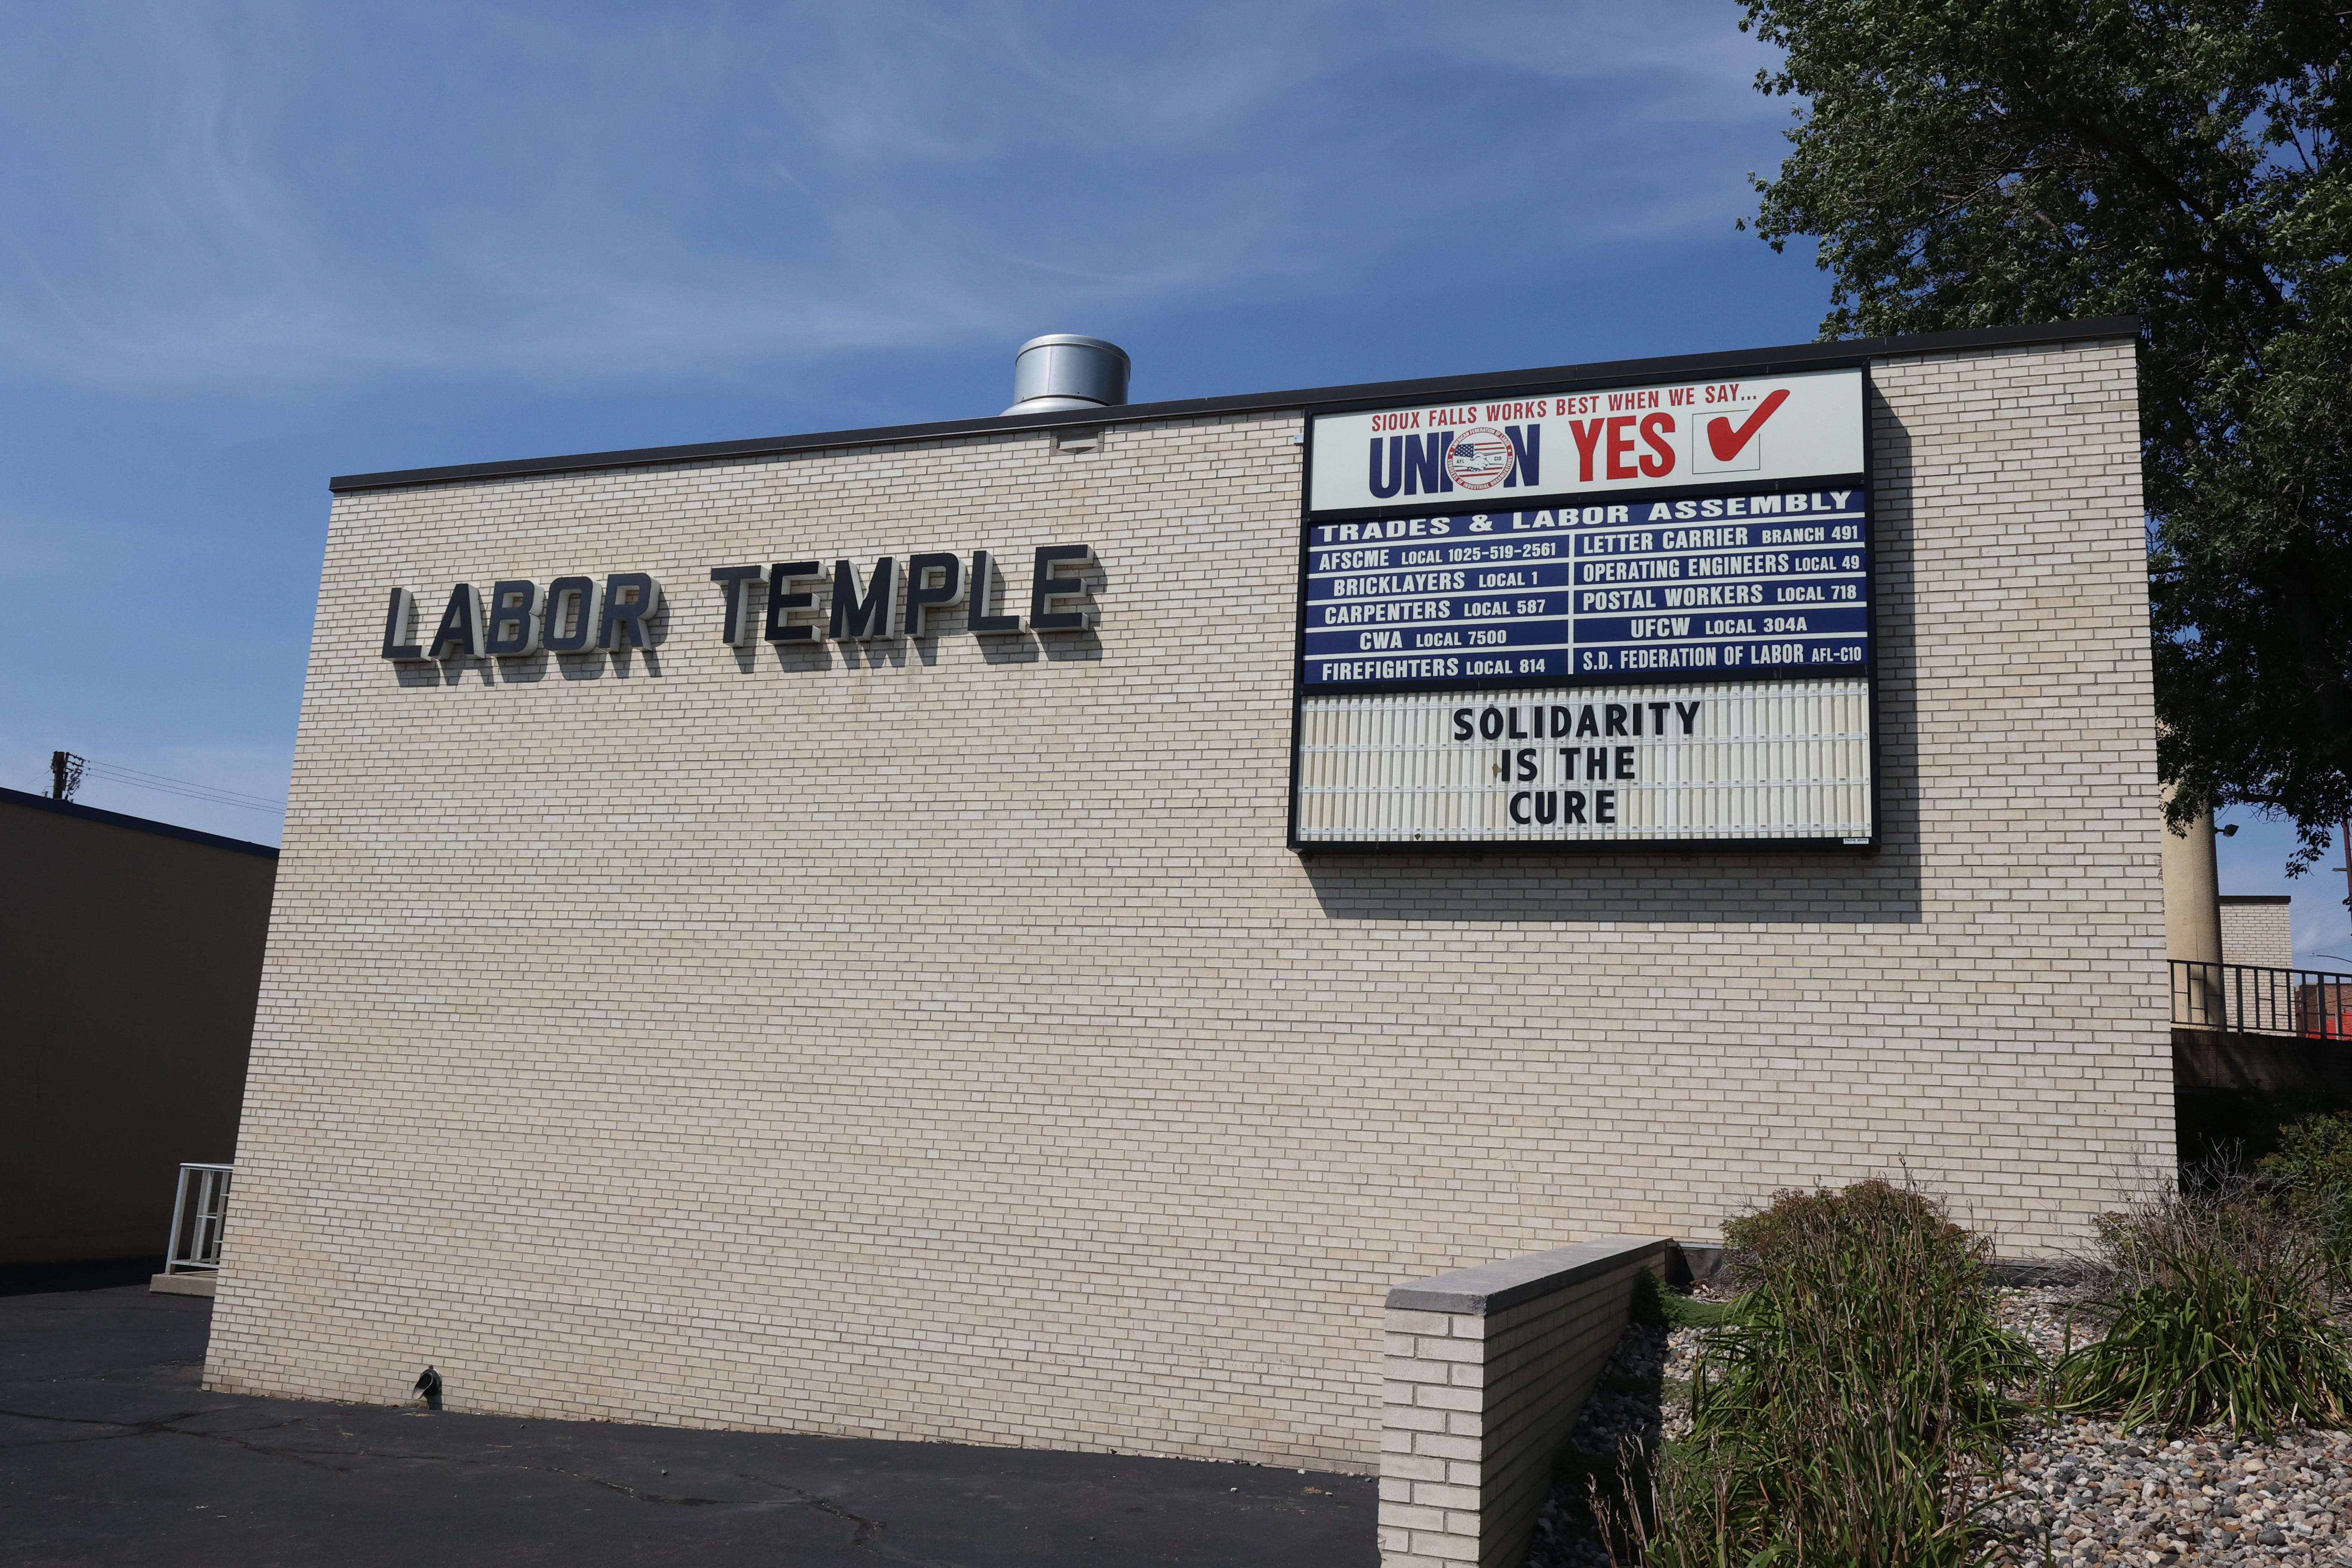 LABOR TEMPLE
SIOUX FALLS WORKS BEST WHEN WE SAY...
UNION YES
AFL CIO
TRADES & LABOR ASSEMBLY
AFSCME LOCAL 1025-519-2561
BRICKLAYERS LOCAL 1
CARPENTERS LOCAL 587
CWA LOCAL 7500
FIREFIGHTERS LOCAL 814
LETTER CARRIER BRANCH 491
OPERATING ENGINEERS LOCAL 49
POSTAL WORKERS LOCAL 718
UFCW LOCAL 304A
S.D. FEDERATION OF LABOR AFL-C10
SOLIDARITY
IS THE
CURE